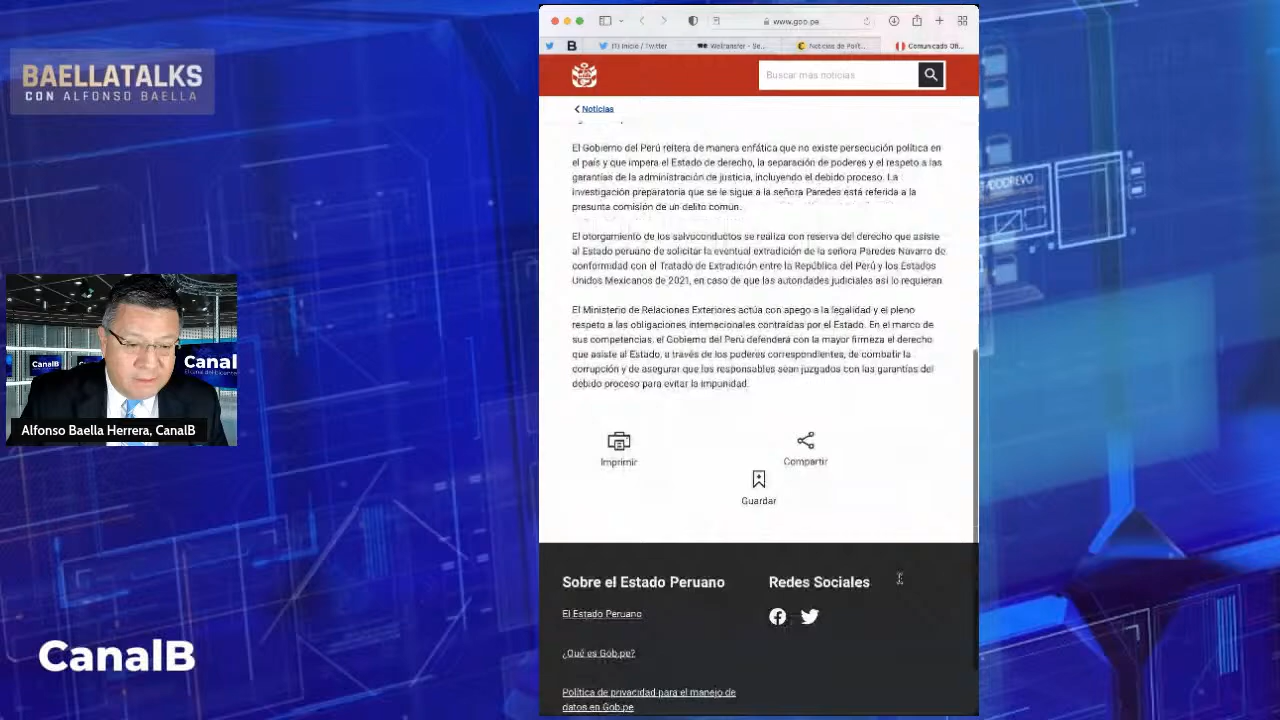 BAELLATALKS
CON ALFONSO BAELLA
www.gob.pe
(1) Inicio / Twitter
WeTransfer - Se...
Noticias de Polít...
Comunicado Ofi...
Buscar más noticias
Noticias
El Gobierno del Perú reitera de manera enfática que no existe persecución política en
el país y que impera el Estado de derecho, la separación de poderes y el respeto a las
garantías de la administración de justicia, incluyendo el debido proceso. La
investigación preparatoria que se le sigue a la señora Paredes está referida a la
presunta comisión de un delito común.
El otorgamiento de los salvoconductos se realiza con reserva del derecho que asiste
al Estado peruano de solicitar la eventual extradición de la señora Paredes Navarro de
conformidad con el Tratado de Extradición entre la República del Perú y los Estados
Unidos Mexicanos de 2021, en caso de que las autoridades judiciales así lo requieran
El Ministerio de Relaciones Exteriores actúa con apego a la legalidad y el pleno
respeto a las obligaciones internacionales contraídas por el Estado. En el marco de
sus competencias, el Gobierno del Perú defenderá con la mayor firmeza el derecho
que asiste al Estado, a través de los poderes correspondientes, de combatir la
corrupción y de asegurar que los responsables sean juzgados con las garantías del
debido proceso para evitar la impunidad.
Imprimir
Compartir
Guardar
Sobre el Estado Peruano
Redes Sociales
El Estado Peruano
¿Qué es Gob.pe?
Política de privacidad para el manejo de
datos en Gob.pe
CanalB
Canal
Alfonso Baella Herrera, CanalB
CanalB